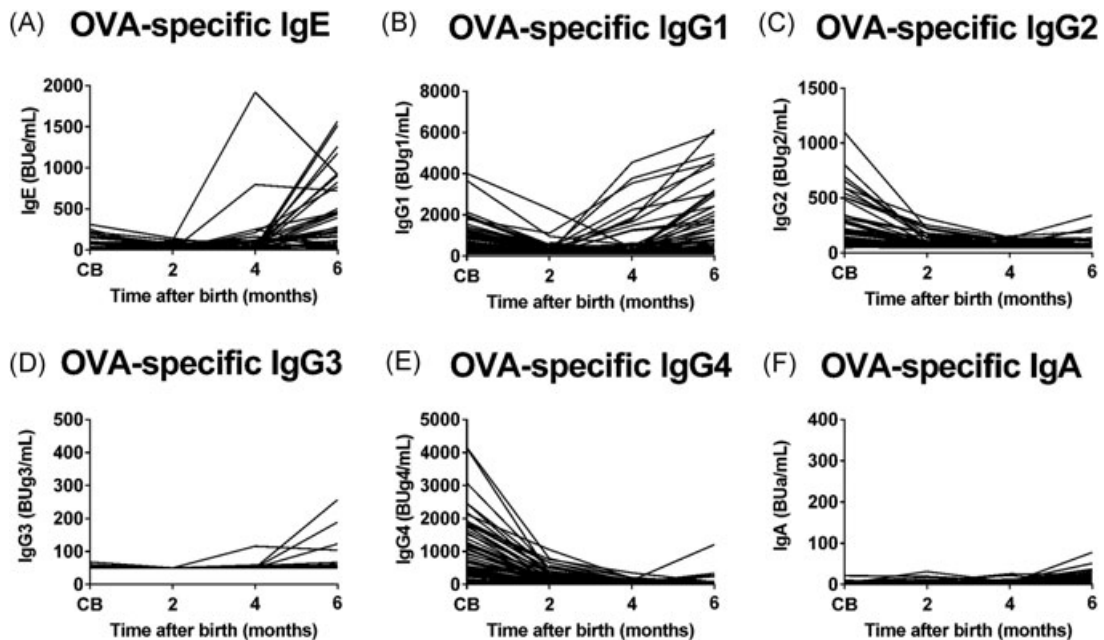 (A) OVA-specific IgE
IgE (BUe/mL)
2000
1500
1000
500
0
CB 2 4 6
Time after birth (months)
(B) OVA-specific IgG1
IgG1 (BUg1/mL)
8000
6000
4000
2000
0
CB 2 4 6
Time after birth (months)
(C) OVA-specific IgG2
IgG2 (BUg2/mL)
1500
1000
500
0
CB 2 4 6
Time after birth (months)
(D) OVA-specific IgG3
IgG3 (BUg3/mL)
500
400
300
200
100
0
CB 2 4 6
Time after birth (months)
(E) OVA-specific IgG4
IgG4 (BUg4/mL)
5000
4000
3000
2000
1000
0
CB 2 4 6
Time after birth (months)
(F) OVA-specific IgA
IgA (BUa/mL)
400
300
200
100
0
CB 2 4 6
Time after birth (months)